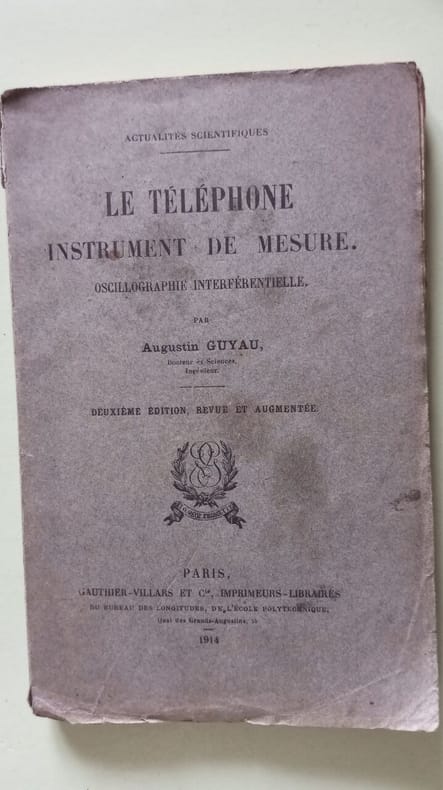 ACTUALITÉS SCIENTIFIQUES
LE TÉLÉPHONE
INSTRUMENT DE MESURE.
OSCILLOGRAPHIE INTERFÉRENTIELLE,
PAR
Augustin GUYAU,
Docteur ès Sciences,
Ingénieur.
DEUXIÈME ÉDITION, REVUE ET AUGMENTÉE.
PARIS,
GAUTHIER-VILLARS ET Cie, IMPRIMEURS-LIBRAIRES
DU BUREAU DES LONGITUDES, DE L'ÉCOLE POLYTECHNIQUE,
Quai des Grands-Augustins, 55
1914